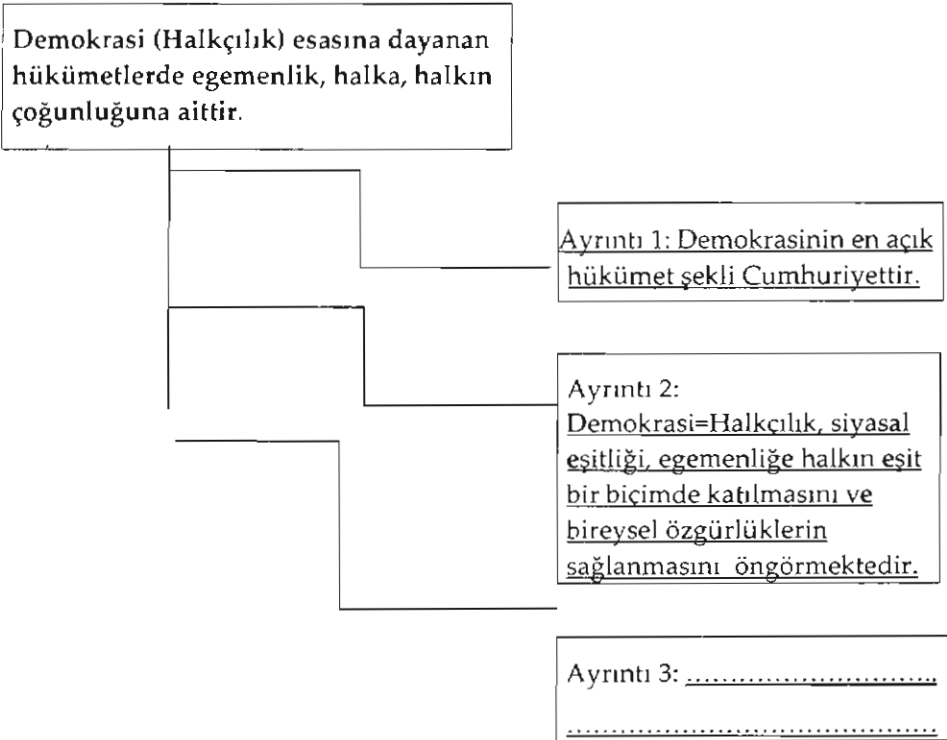 Demokrasi (Halkçılık) esasına dayanan
hükümetlerde egemenlik, halka, halkın
çoğunluğuna aittir.
Ayrıntı 1: Demokrasinin en açık
hükümet şekli Cumhuriyettir.
Ayrıntı 2:
Demokrasi=Halkçılık, siyasal
eşitliği, egemenliğe halkın eşit
bir biçimde katılmasını ve
bireysel özgürlüklerin
sağlanmasını öngörmektedir.
Ayrıntı 3: ............................
.........................................